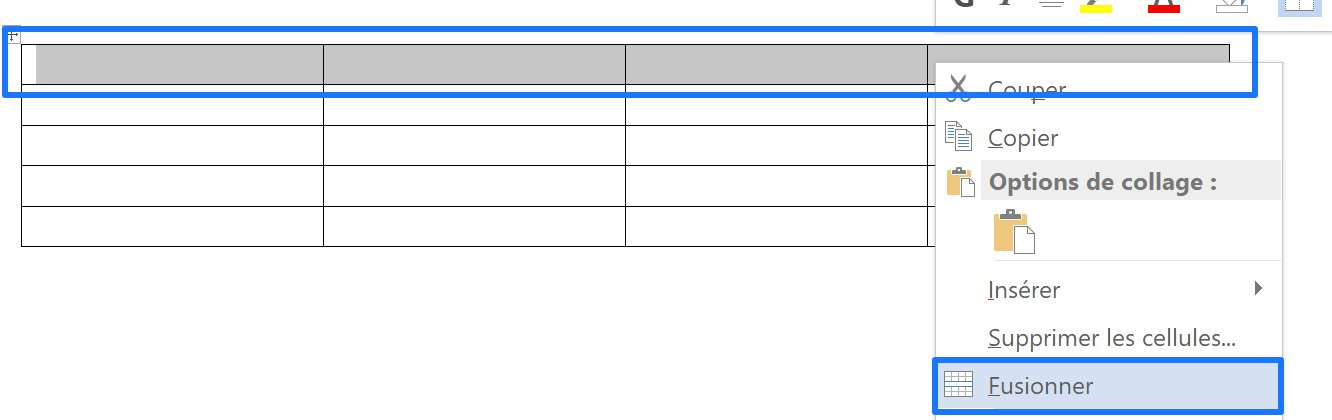 Couper
Copier
Options de collage :
Insérer
Supprimer les cellules...
Fusionner